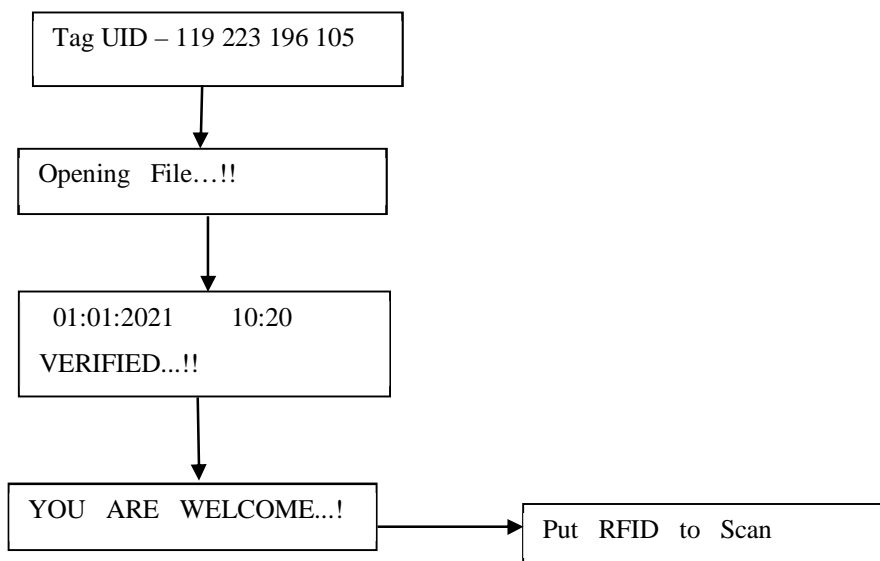 Tag UID – 119 223 196 105
Opening File...!!
01:01:2021 10:20
VERIFIED...!!
YOU ARE WELCOME...!
Put RFID to Scan